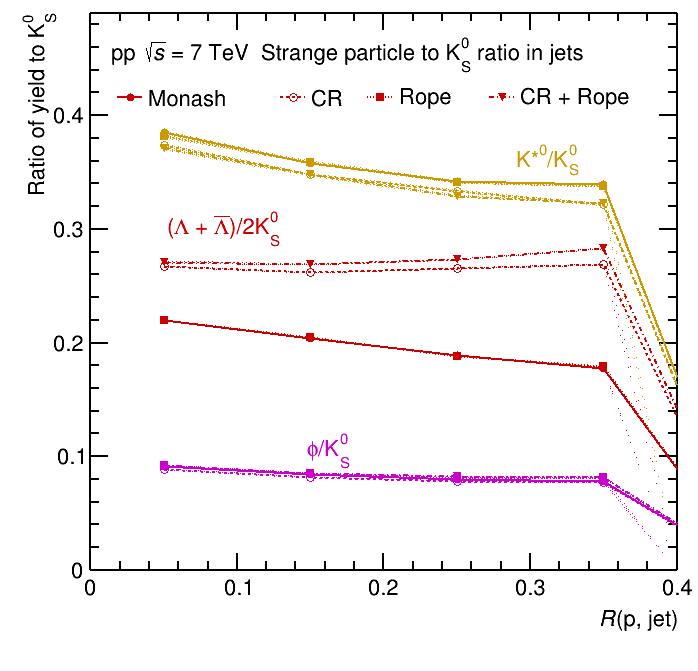 Ratio of yield to K⁰_S
pp √s = 7 TeV Strange particle to K⁰_S ratio in jets
Monash CR Rope CR + Rope
K*⁰/K⁰_S
(Λ + Λ̅)/2K⁰_S
ϕ/K⁰_S
0.4
0.3
0.2
0.1
0
0 0.1 0.2 0.3 0.4
R(p, jet)